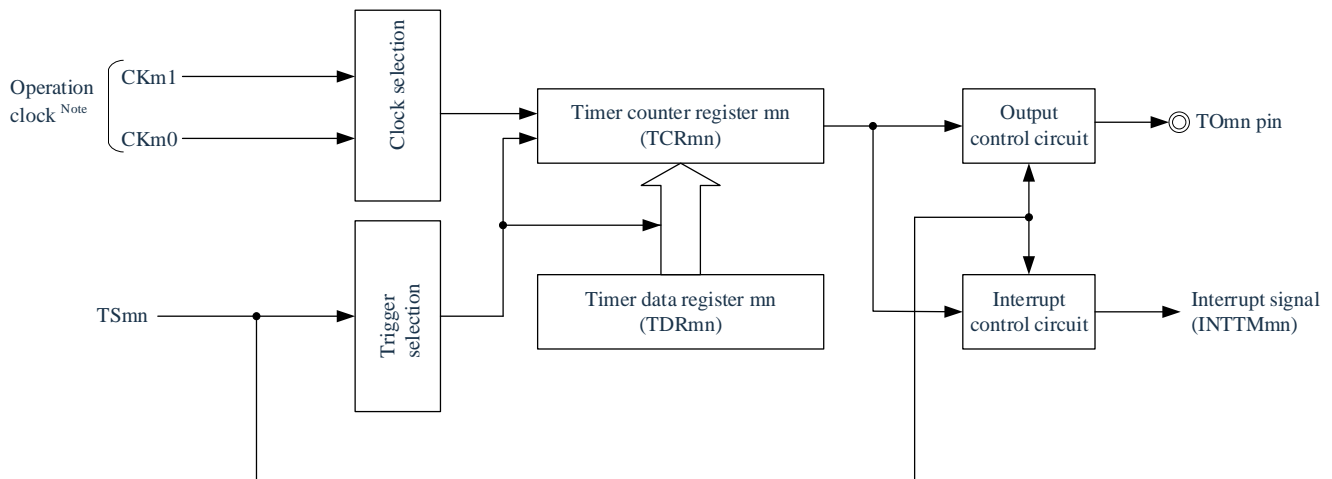 Operation
clock Note
CKm1
CKm0
Clock selection
TSmn
Trigger
selection
Timer counter register mn
(TCRmn)
Timer data register mn
(TDRmn)
Output
control circuit
TOmn pin
Interrupt
control circuit
Interrupt signal
(INTTMmn)